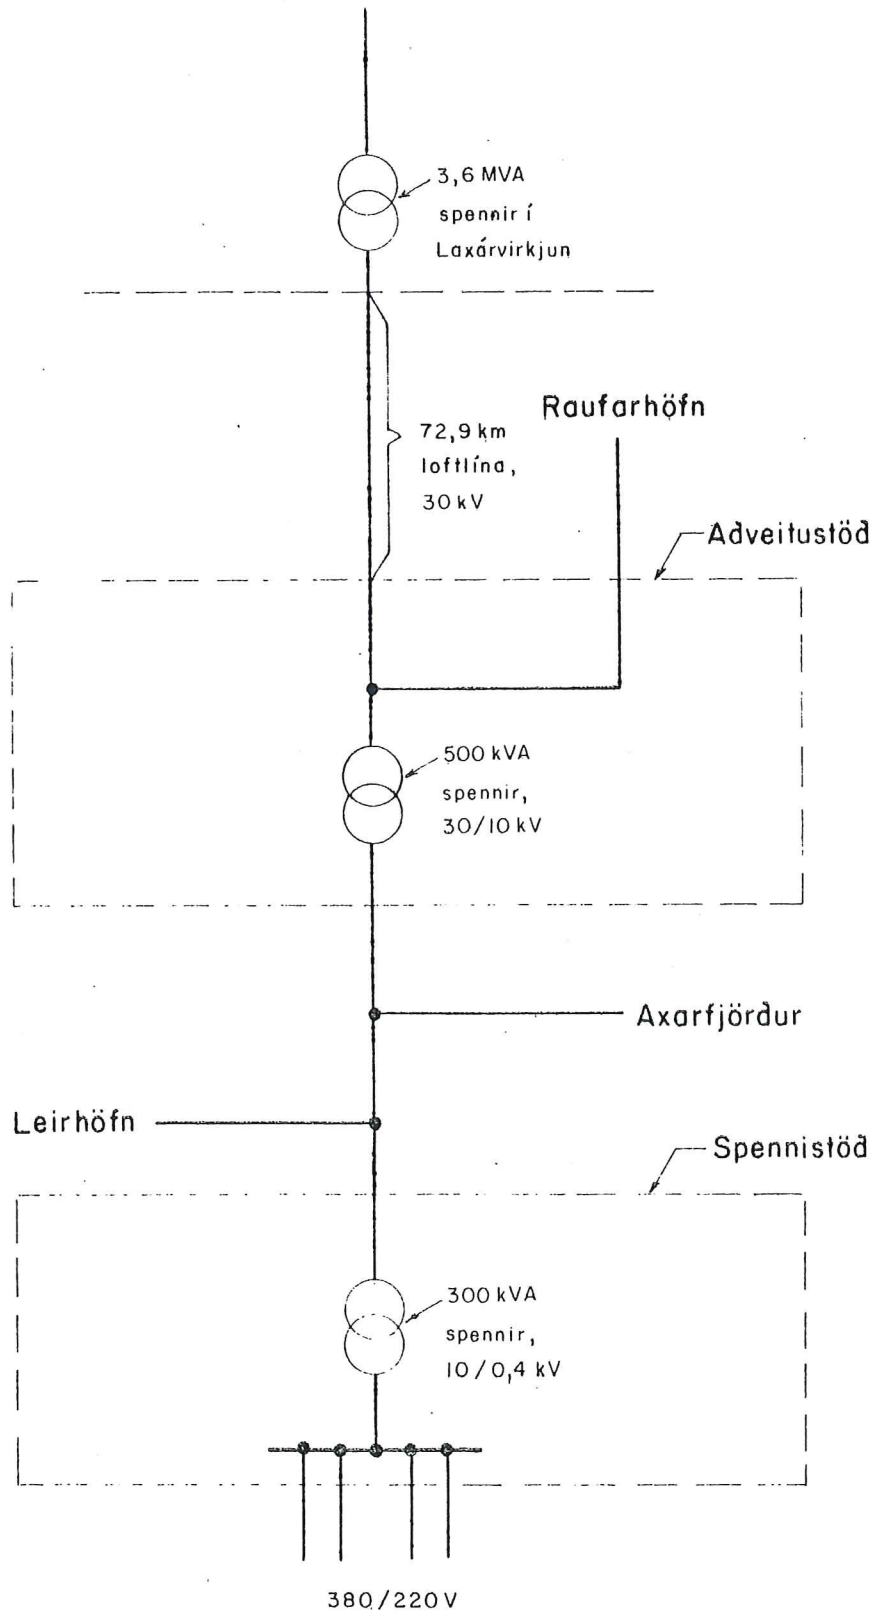 3,6 MVA
spennir í
Laxárvirkjun
Raufarhöfn
72,9 km
loftlína,
30 kV
Adveitustöd
500 kVA
spennir,
30/10 kV
Axarfjördur
Leirhöfn
Spennistöd
300 kVA
spennir,
10/0,4 kV
380/220 V